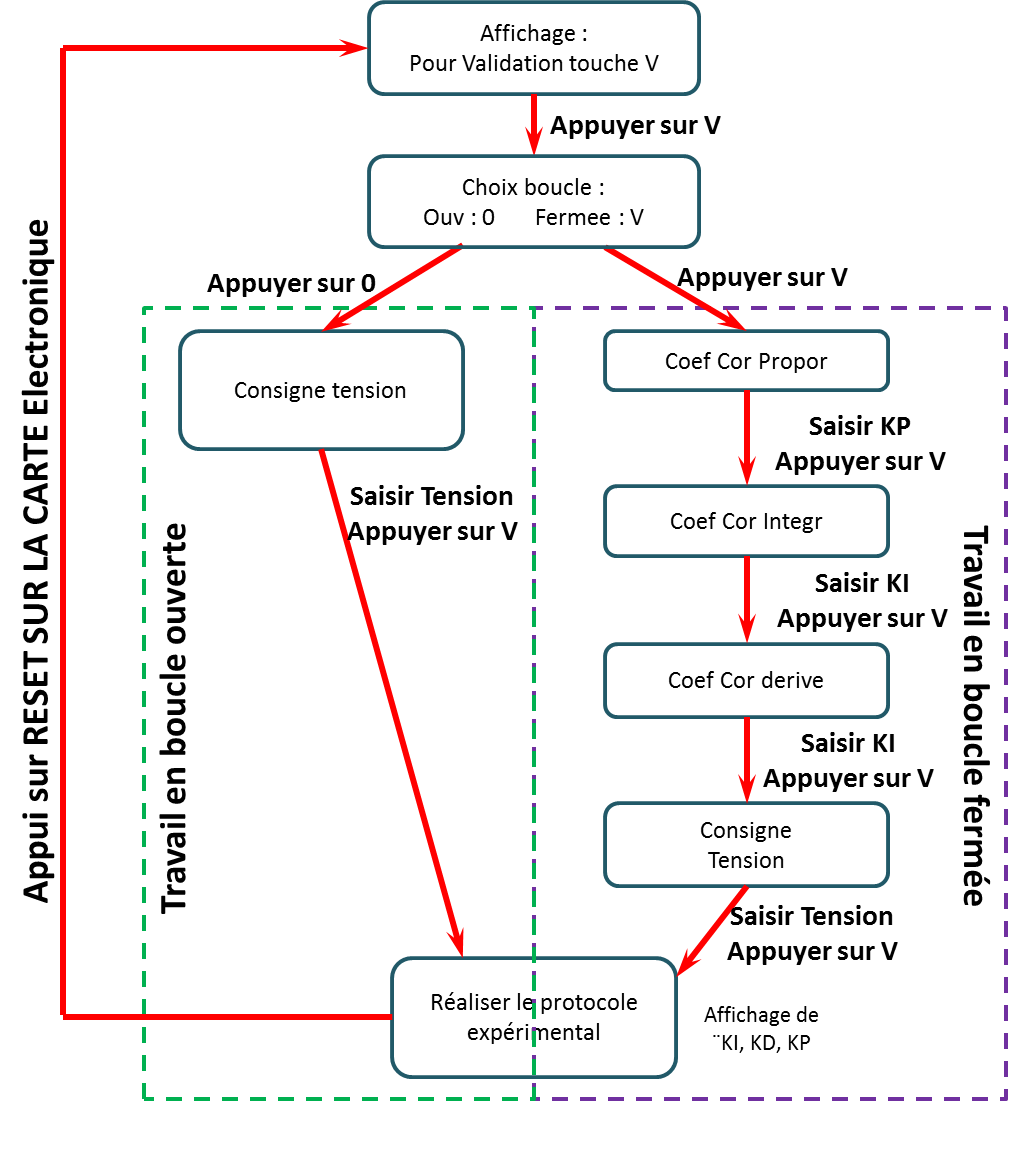 Affichage :
Pour Validation touche V
Appuyer sur V
Choix boucle :
Ouv : 0 Fermee : V
Appuyer sur 0
Appuyer sur V
Consigne tension
Saisir Tension
Appuyer sur V
Travail en boucle ouverte
Coef Cor Propor
Saisir KP
Appuyer sur V
Coef Cor Integr
Saisir KI
Appuyer sur V
Coef Cor derive
Saisir KI
Appuyer sur V
Consigne
Tension
Saisir Tension
Appuyer sur V
Travail en boucle fermée
Réaliser le protocole
expérimental
Affichage de
¨KI, KD, KP
Appui sur RESET SUR LA CARTE Electronique